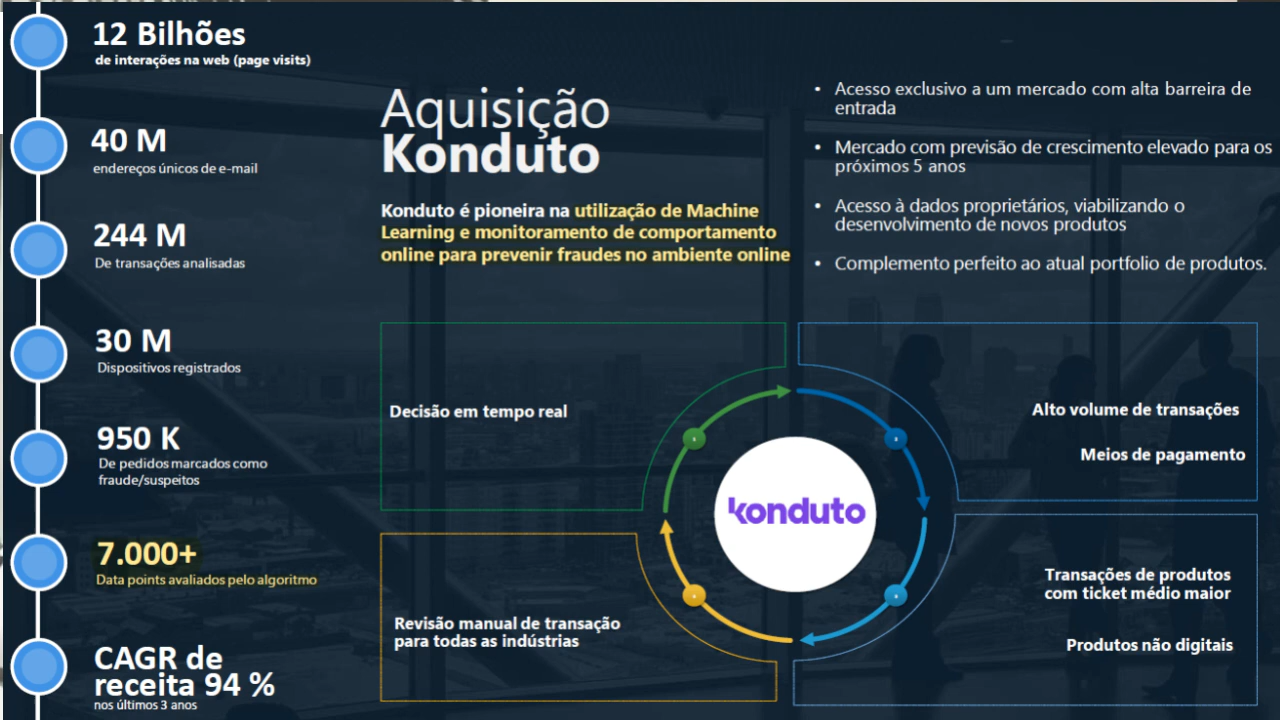 12 Bilhões
de interações na web (page visits)
40 M
endereços únicos de e-mail
244 M
De transações analisadas
30 M
Dispositivos registrados
950 K
De pedidos marcados como
fraude/suspeitos
7.000+
Data points avaliados pelo algoritmo
CAGR de
receita 94 %
nos últimos 3 anos
Aquisição
Konduto
Konduto é pioneira na utilização de Machine
Learning e monitoramento de comportamento
online para prevenir fraudes no ambiente online
• Acesso exclusivo a um mercado com alta barreira de
entrada
• Mercado com previsão de crescimento elevado para os
próximos 5 anos
• Acesso à dados proprietários, viabilizando o
desenvolvimento de novos produtos
• Complemento perfeito ao atual portfolio de produtos.
Decisão em tempo real
Alto volume de transações
Meios de pagamento
konduto
Revisão manual de transação
para todas as indústrias
Transações de produtos
com ticket médio maior
Produtos não digitais